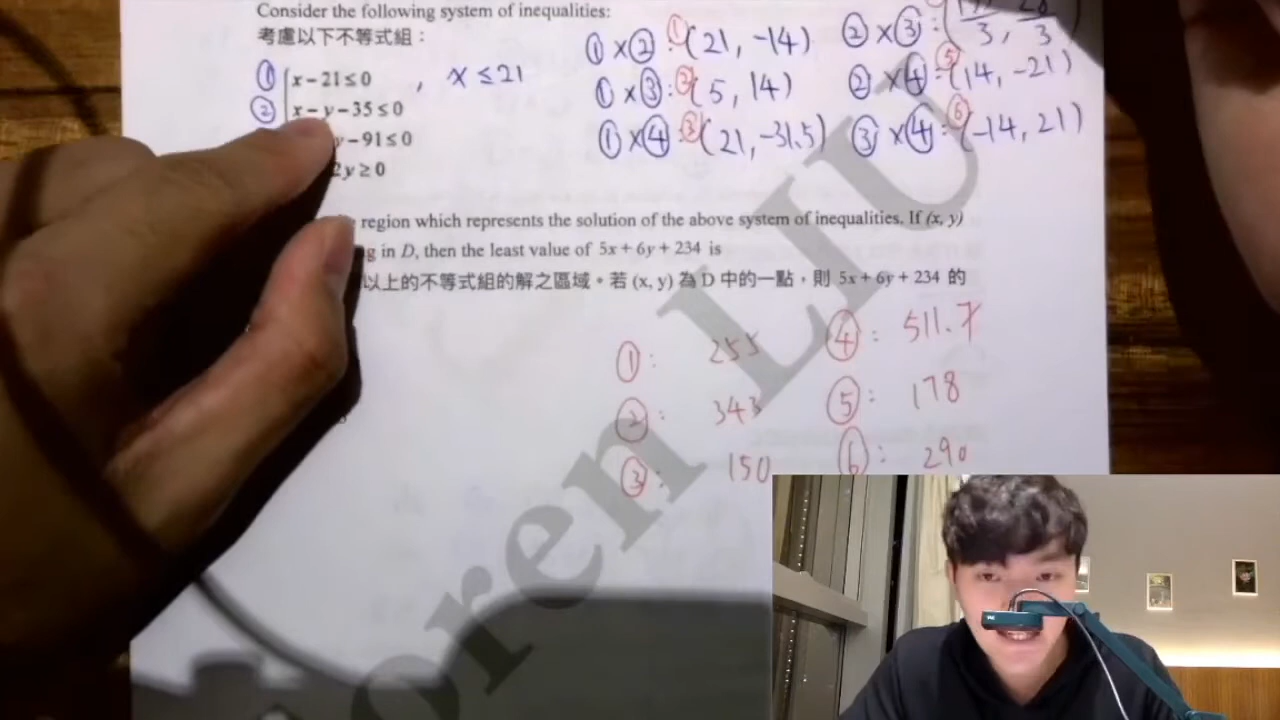 Consider the following system of inequalities:
考慮以下不等式組：
① x − 21 ≤ 0 , x ≤ 21
② x − y − 35 ≤ 0
y − 91 ≤ 0
2y ≥ 0
① × ② ① (21, -14)
① × ③ : ② (5, 14)
① × ④ ③ (21, -31.5)
② × ③ : ( /3, 28/3 )
② × ④ : ⑤ (14, -21)
③ × ④ : ⑥ (-14, 21)
region which represents the solution of the above system of inequalities. If (x, y)
in D, then the least value of 5x + 6y + 234 is
以上的不等式組的解之區域。若 (x, y) 為 D 中的一點，則 5x + 6y + 234 的
① : 255
② : 343
③ : 150
④ : 511.7
⑤ : 178
⑥ : 290
oren LIU